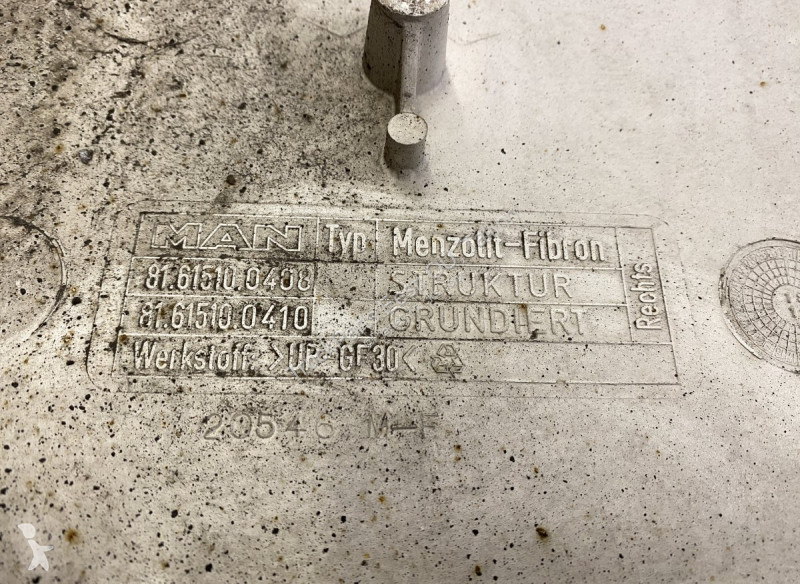 MAN Typ Menzolit-Fibron
81.61510.0408 STRUKTUR
81.61510.0410 GRUNDIERT
Rechts
Werkstoff: >UP GF30<
20546 M-F